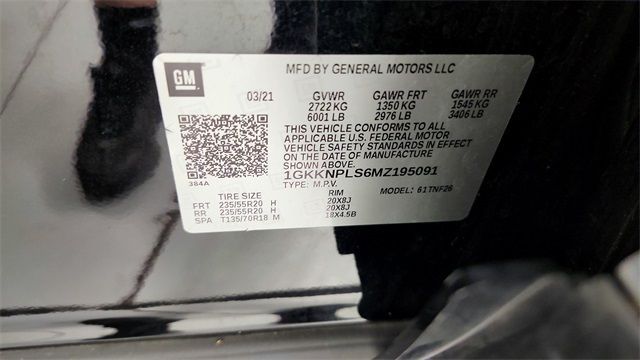 GM
MFD BY GENERAL MOTORS LLC
03/21 GVWR GAWR FRT GAWR RR
2722 KG 1350 KG 1545 KG
6001 LB 2976 LB 3406 LB
THIS VEHICLE CONFORMS TO ALL
APPLICABLE U.S. FEDERAL MOTOR
VEHICLE SAFETY STANDARDS IN EFFECT
ON THE DATE OF MANUFACTURE
SHOWN ABOVE.
1GKKNPLS6MZ195091
384A TYPE: M.P.V. MODEL: 61TNF26
TIRE SIZE RIM
FRT 235/55R20 H 20X8J
RR 235/55R20 H 20X8J
SPA T135/70R18 M 18X4.5B